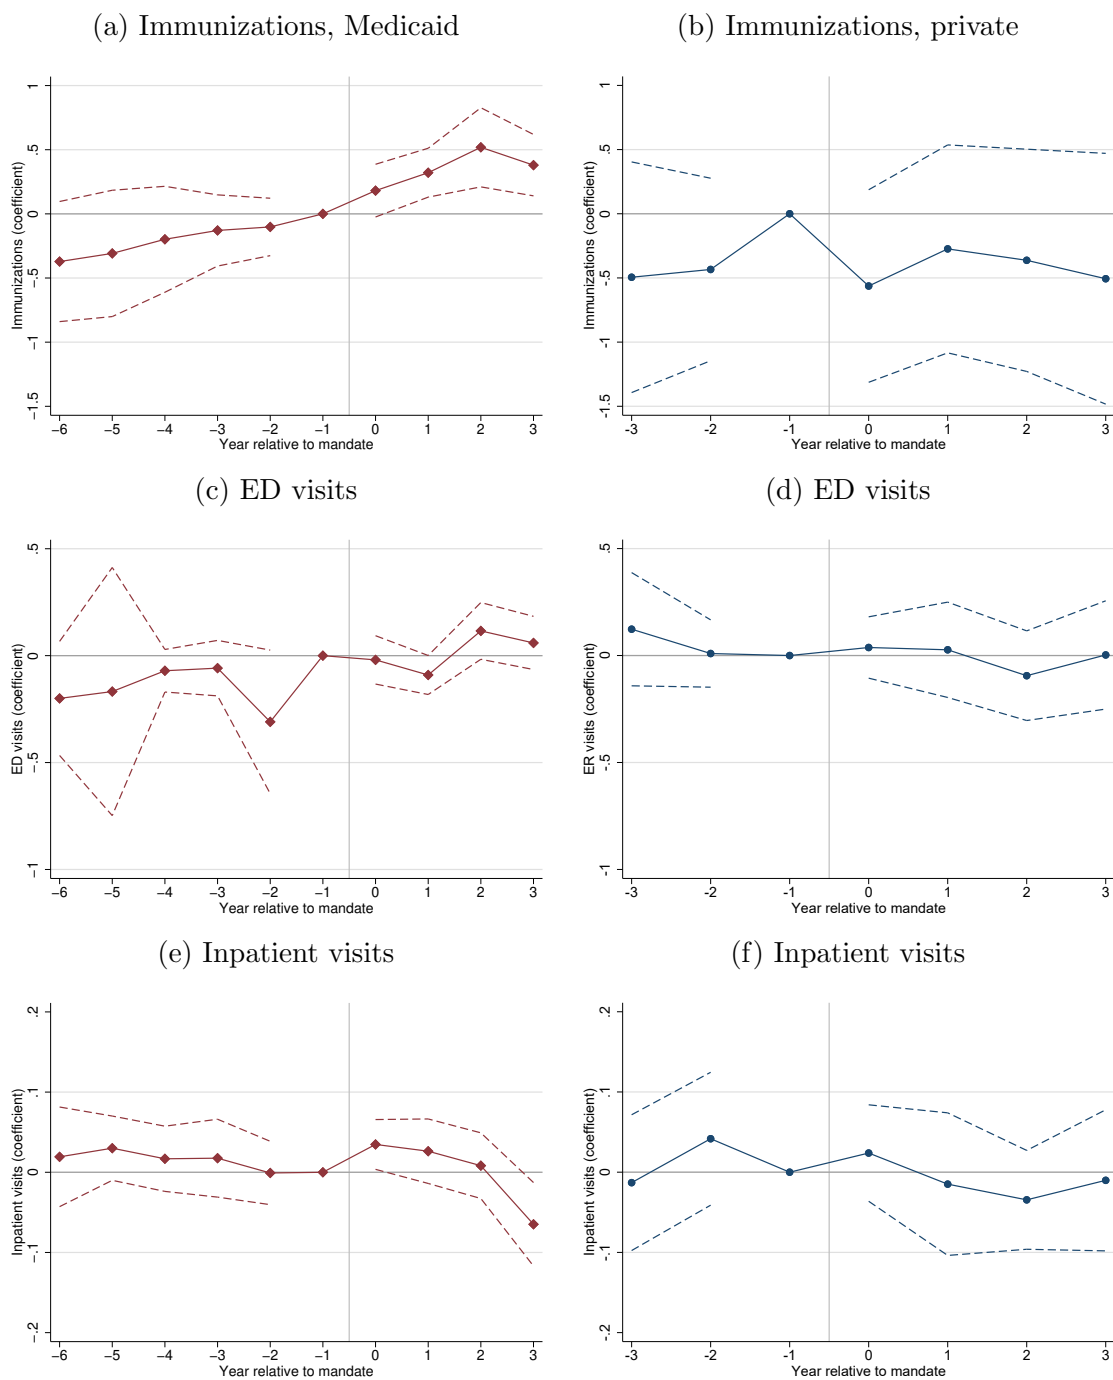 (a) Immunizations, Medicaid
Immunizations (coefficient)
1
.5
0
-.5
-1
-1.5
−6 −5 −4 −3 −2 −1 0 1 2 3
Year relative to mandate
(b) Immunizations, private
Immunizations (coefficient)
1
.5
0
-.5
-1
-1.5
-3 -2 -1 0 1 2 3
Year relative to mandate
(c) ED visits
ED visits (coefficient)
.5
0
-.5
-1
−6 −5 −4 −3 −2 −1 0 1 2 3
Year relative to mandate
(d) ED visits
ER visits (coefficient)
.5
0
-.5
-1
-3 -2 -1 0 1 2 3
Year relative to mandate
(e) Inpatient visits
Inpatient visits (coefficient)
.2
.1
0
-.1
-.2
−6 −5 −4 −3 −2 −1 0 1 2 3
Year relative to mandate
(f) Inpatient visits
Inpatient visits (coefficient)
.2
.1
0
-.1
-.2
-3 -2 -1 0 1 2 3
Year relative to mandate